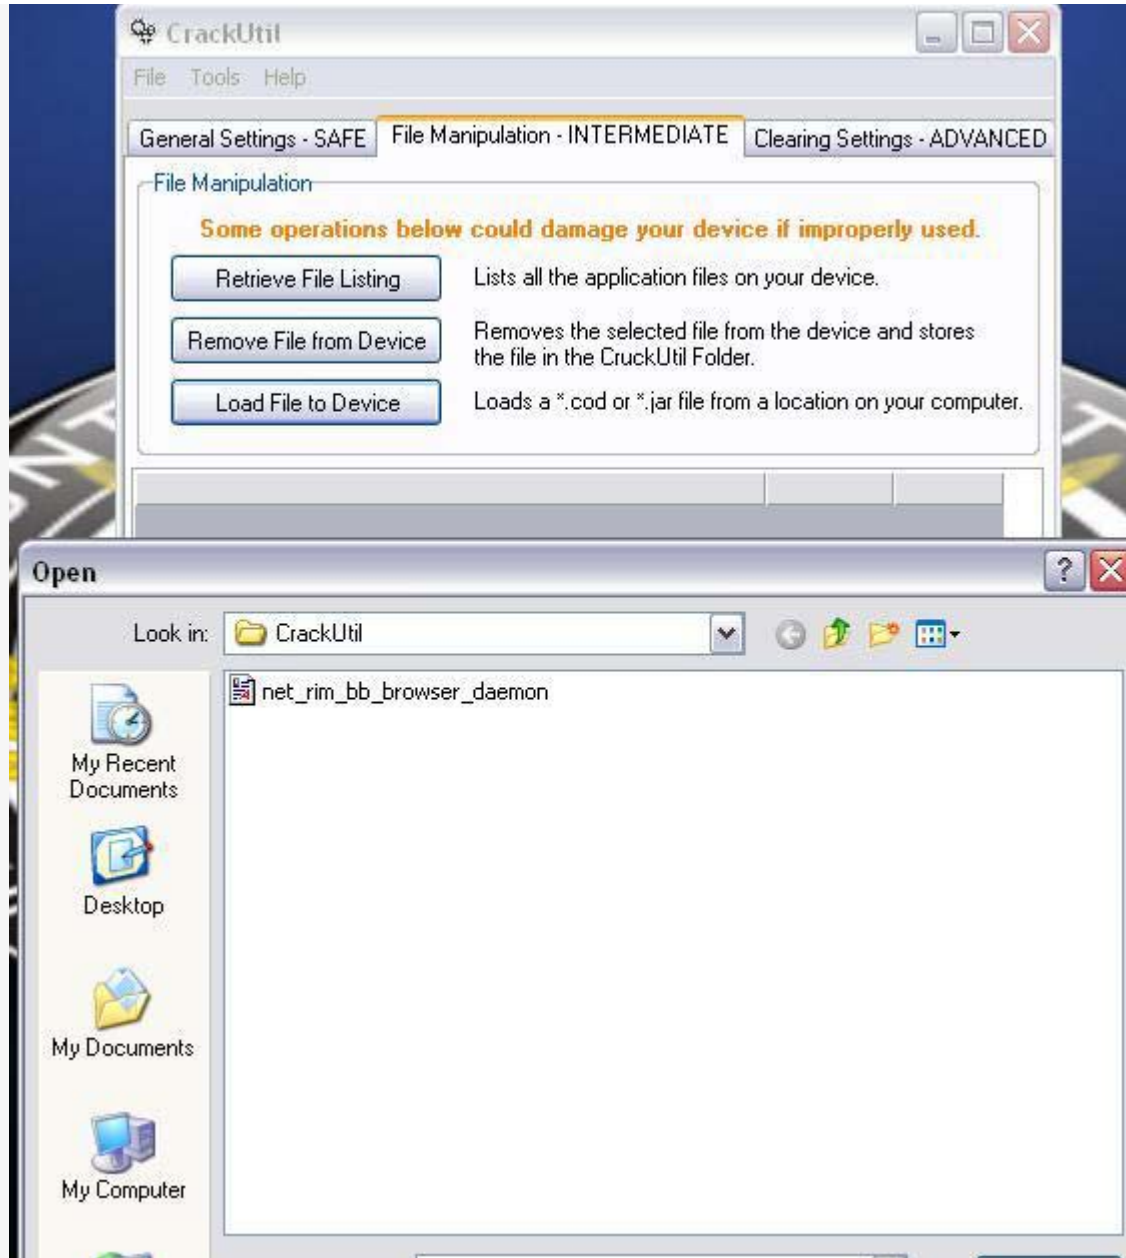 CrackUtil
File Tools Help
General Settings - SAFE File Manipulation - INTERMEDIATE Clearing Settings - ADVANCED
File Manipulation
Some operations below could damage your device if improperly used.
Retrieve File Listing Lists all the application files on your device.
Remove File from Device Removes the selected file from the device and stores
the file in the CruckUtil Folder.
Load File to Device Loads a *.cod or *.jar file from a location on your computer.
Open
Look in: CrackUtil
net_rim_bb_browser_daemon
My Recent
Documents
Desktop
My Documents
My Computer